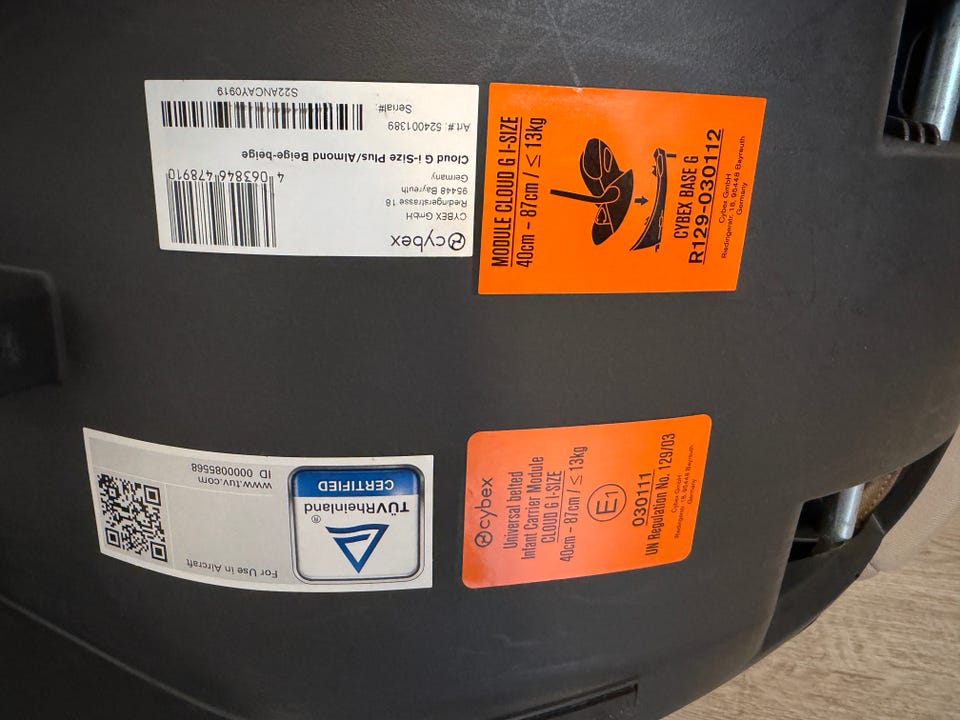 cybex
CYBEX GmbH
Riedingerstrasse 18
95448 Bayreuth
Germany
4 063846 478910
Cloud G i-Size Plus/Almond Beige-beige
Art.#: 524001389
Serial#:
S22ANCAY0919
MODULE CLOUD G I-SIZE
40cm – 87cm / ≤ 13kg
CYBEX BASE G
R129-030112
Cybex GmbH
Riedingerstr. 18, 95448 Bayreuth
Germany
TÜVRheinland®
CERTIFIED
For Use in Aircraft
www.tuv.com
ID 0000085568
cybex
Universal belted
Infant Carrier Module
CLOUD G I-SIZE
40cm – 87cm / ≤ 13kg
E1
030111
UN Regulation No. 129/03
Cybex GmbH
Riedingerstr. 18, 95448 Bayreuth
Germany